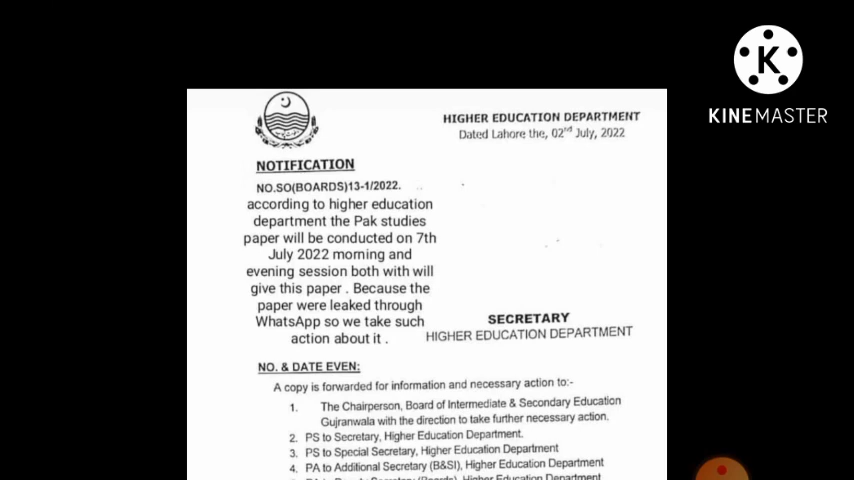 K
KINEMASTER
HIGHER EDUCATION DEPARTMENT
Dated Lahore the, 02nd July, 2022
NOTIFICATION
NO.SO(BOARDS)13-1/2022.
according to higher education
department the Pak studies
paper will be conducted on 7th
July 2022 morning and
evening session both with will
give this paper . Because the
paper were leaked through
WhatsApp so we take such
action about it .
SECRETARY
HIGHER EDUCATION DEPARTMENT
NO. & DATE EVEN:
A copy is forwarded for information and necessary action to:-
1. The Chairperson, Board of Intermediate & Secondary Education
Gujranwala with the direction to take further necessary action.
2. PS to Secretary, Higher Education Department.
3. PS to Special Secretary, Higher Education Department
4. PA to Additional Secretary (B&SI), Higher Education Department
Secretary (Boards), Higher Education Department